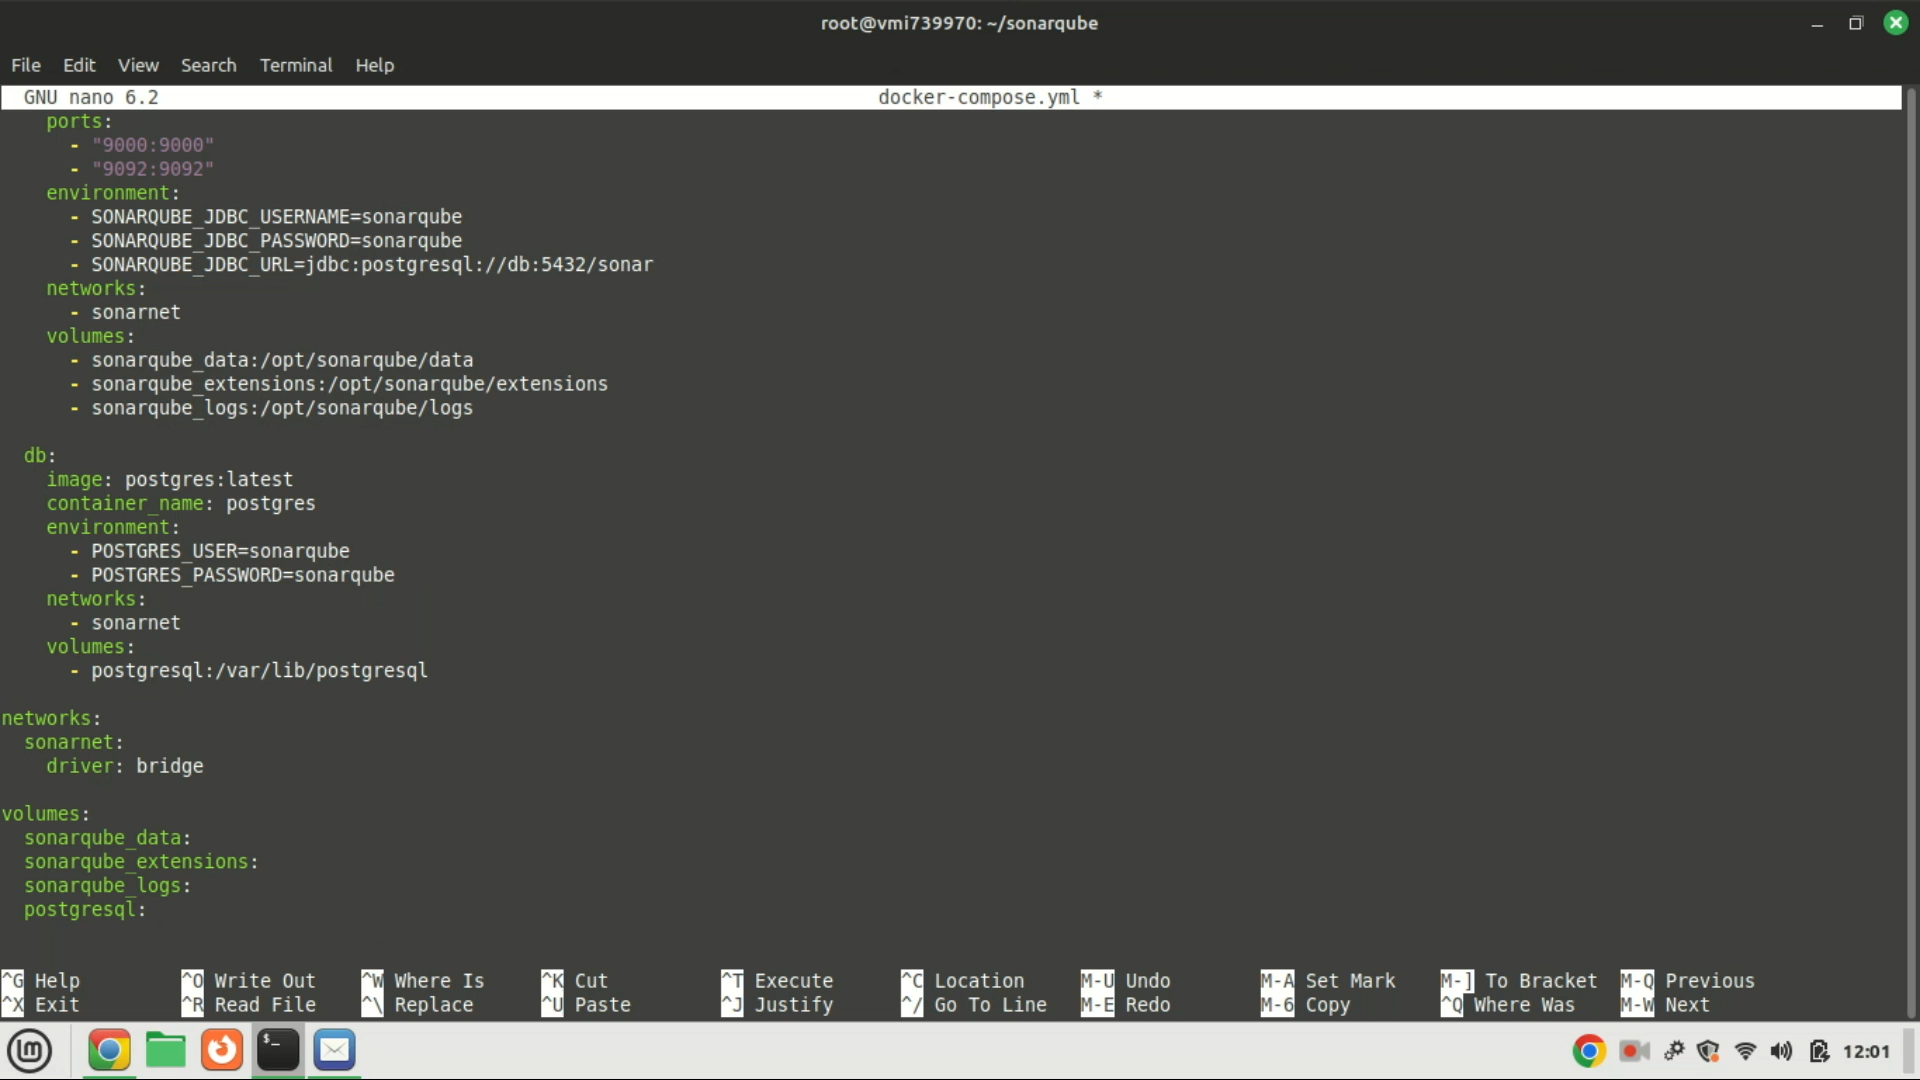 root@vmi739970: ~/sonarqube
File Edit View Search Terminal Help
GNU nano 6.2 docker-compose.yml *
    ports:
      - "9000:9000"
      - "9092:9092"
    environment:
      - SONARQUBE_JDBC_USERNAME=sonarqube
      - SONARQUBE_JDBC_PASSWORD=sonarqube
      - SONARQUBE_JDBC_URL=jdbc:postgresql://db:5432/sonar
    networks:
      - sonarnet
    volumes:
      - sonarqube_data:/opt/sonarqube/data
      - sonarqube_extensions:/opt/sonarqube/extensions
      - sonarqube_logs:/opt/sonarqube/logs
  db:
    image: postgres:latest
    container_name: postgres
    environment:
      - POSTGRES_USER=sonarqube
      - POSTGRES_PASSWORD=sonarqube
    networks:
      - sonarnet
    volumes:
      - postgresql:/var/lib/postgresql
networks:
  sonarnet:
    driver: bridge
volumes:
  sonarqube_data:
  sonarqube_extensions:
  sonarqube_logs:
  postgresql:
^G Help ^O Write Out ^W Where Is ^K Cut ^T Execute ^C Location M-U Undo M-A Set Mark M-] To Bracket M-Q Previous
^X Exit ^R Read File ^\ Replace ^U Paste ^J Justify ^/ Go To Line M-E Redo M-6 Copy ^Q Where Was M-W Next
$_ 12:01